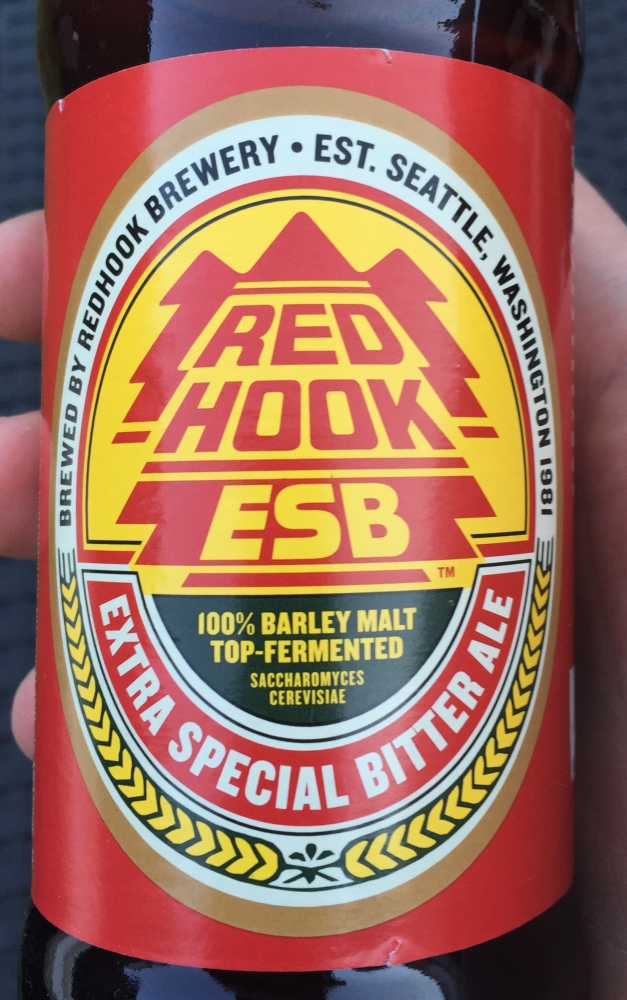 BREWED BY REDHOOK BREWERY • EST. SEATTLE, WASHINGTON 1981
RED
HOOK
ESB
TM
100% BARLEY MALT
TOP-FERMENTED
SACCHAROMYCES
CEREVISIAE
EXTRA SPECIAL BITTER ALE